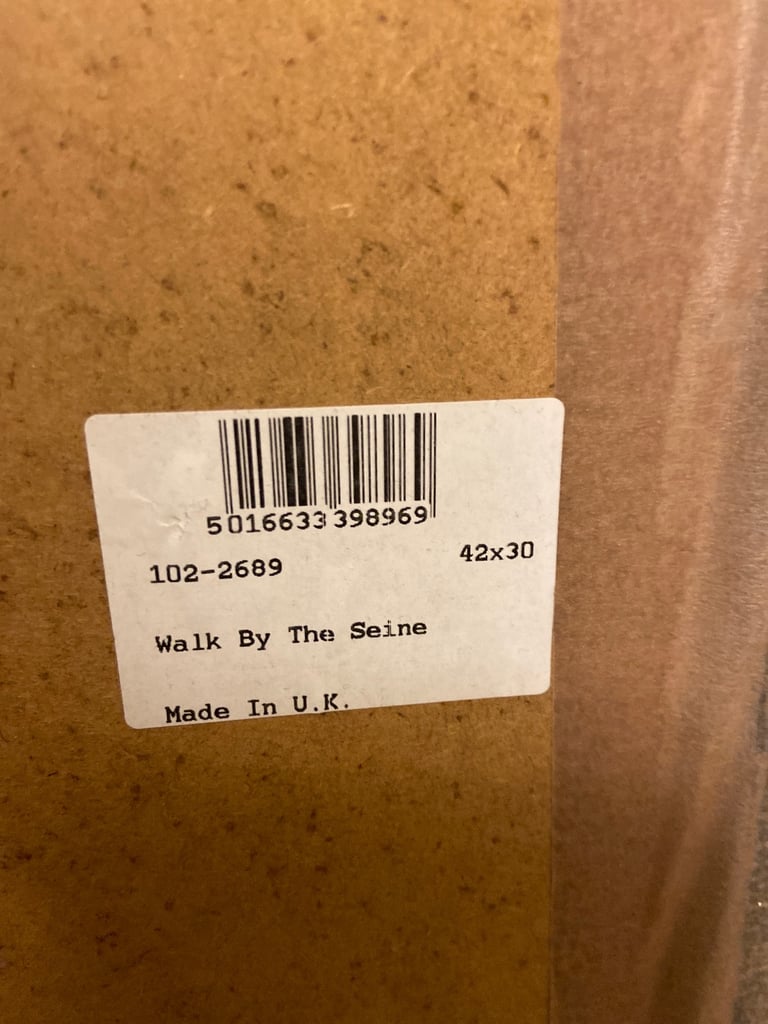 5016633398969
102-2689 42x30
Walk By The Seine
Made In U.K.